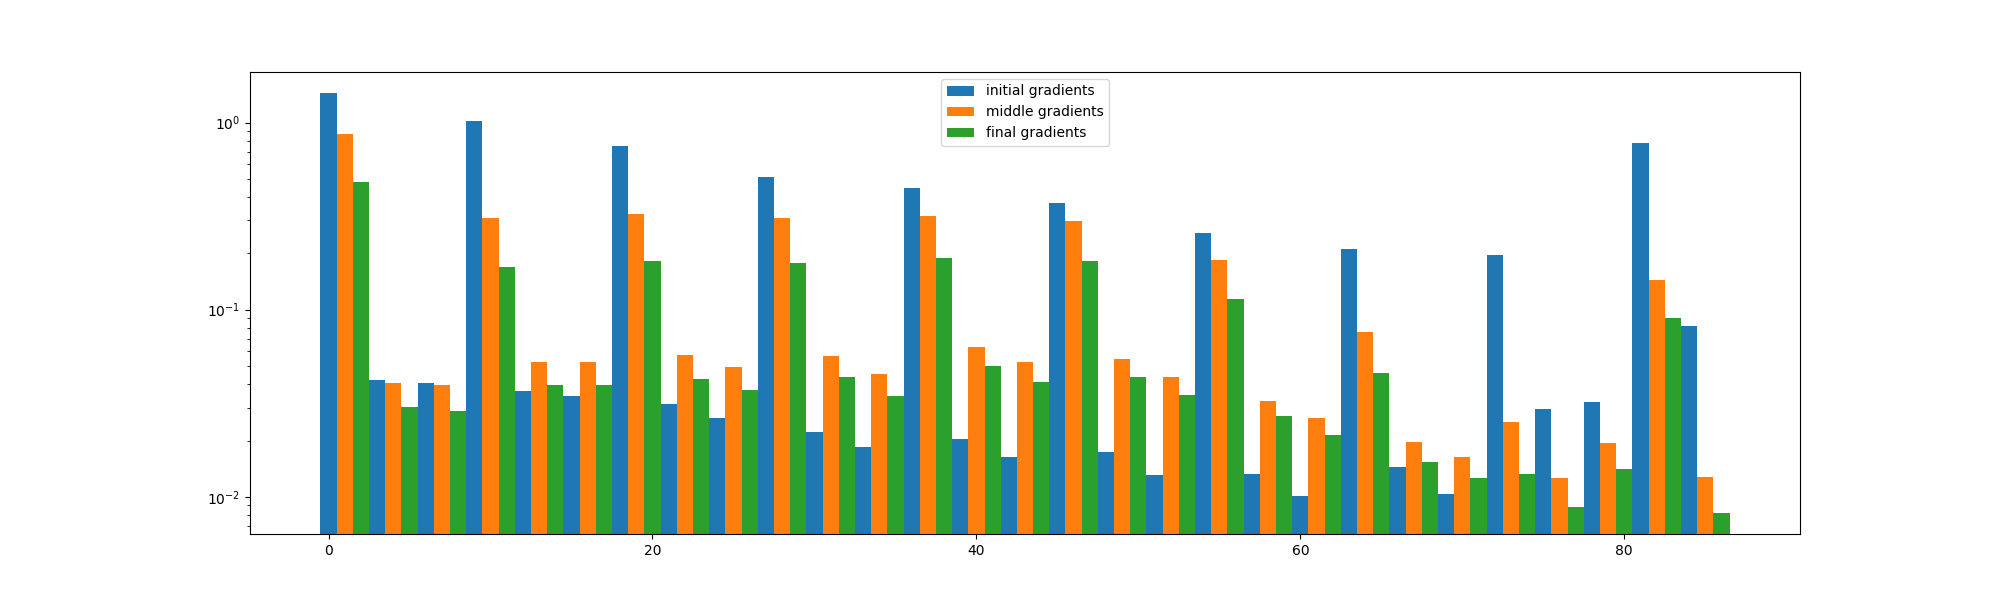 initial gradients
middle gradients
final gradients
10⁰
10⁻¹
10⁻²
0 20 40 60 80